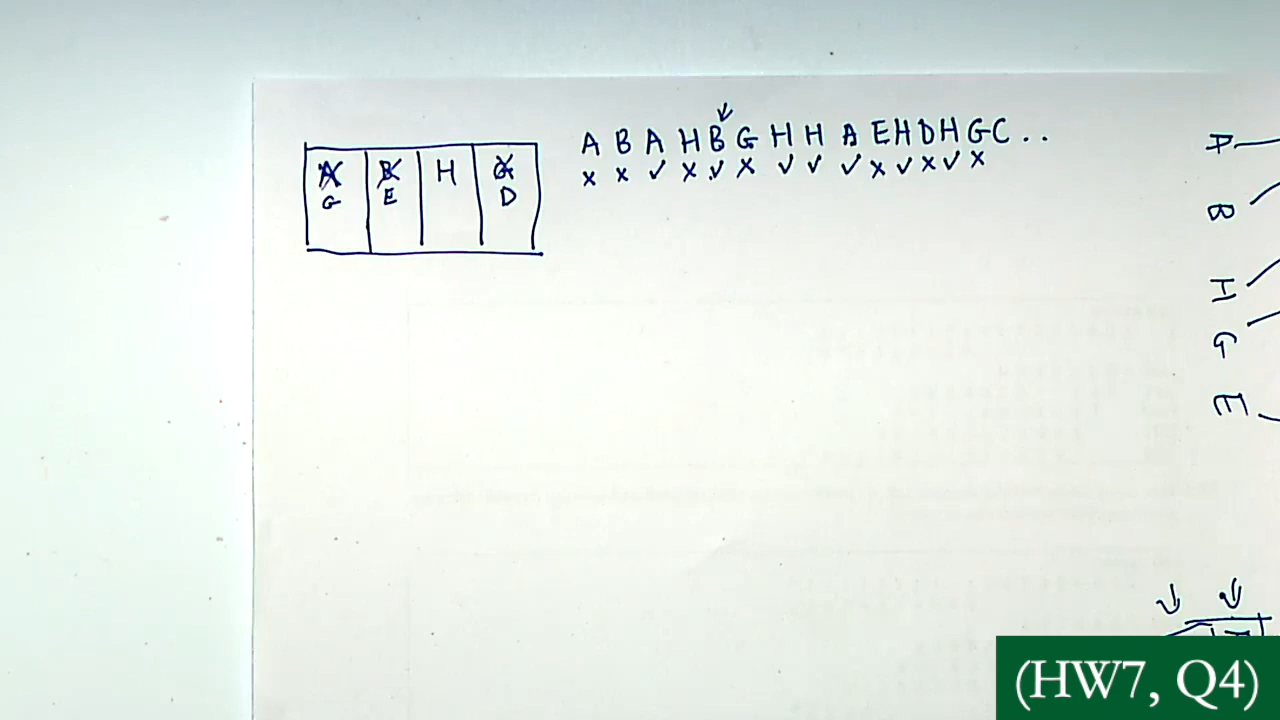 A B A H B G H H A E H D H G C ..
x x ✓ x ✓ x ✓ ✓ ✓ x ✓ x ✓ x
A B H G
G E D
B
H
G
E
(HW7, Q4)